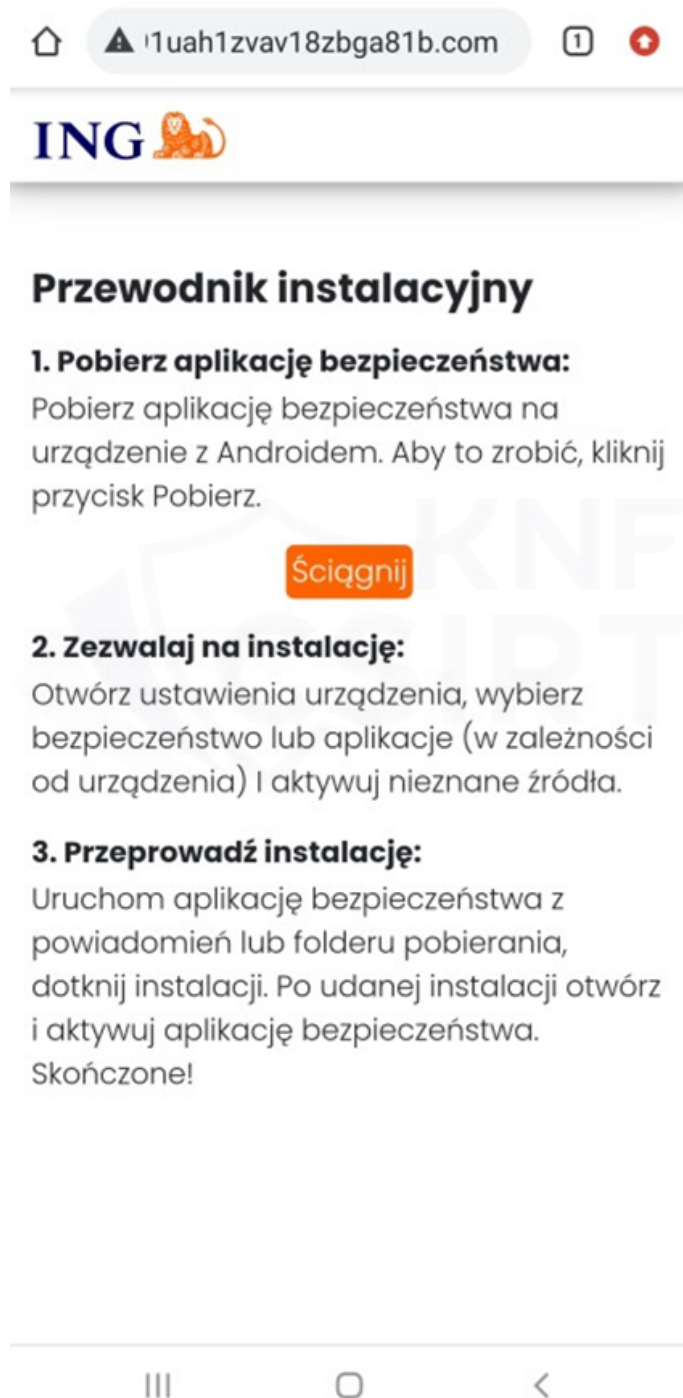 1uah1zvav18zbga81b.com
1
ING
Przewodnik instalacyjny
1. Pobierz aplikację bezpieczeństwa:
Pobierz aplikację bezpieczeństwa na
urządzenie z Androidem. Aby to zrobić, kliknij
przycisk Pobierz.
Ściągnij
2. Zezwalaj na instalację:
Otwórz ustawienia urządzenia, wybierz
bezpieczeństwo lub aplikacje (w zależności
od urządzenia) I aktywuj nieznane źródła.
3. Przeprowadź instalację:
Uruchom aplikację bezpieczeństwa z
powiadomień lub folderu pobierania,
dotknij instalacji. Po udanej instalacji otwórz
i aktywuj aplikację bezpieczeństwa.
Skończone!
KNF
CSIRT